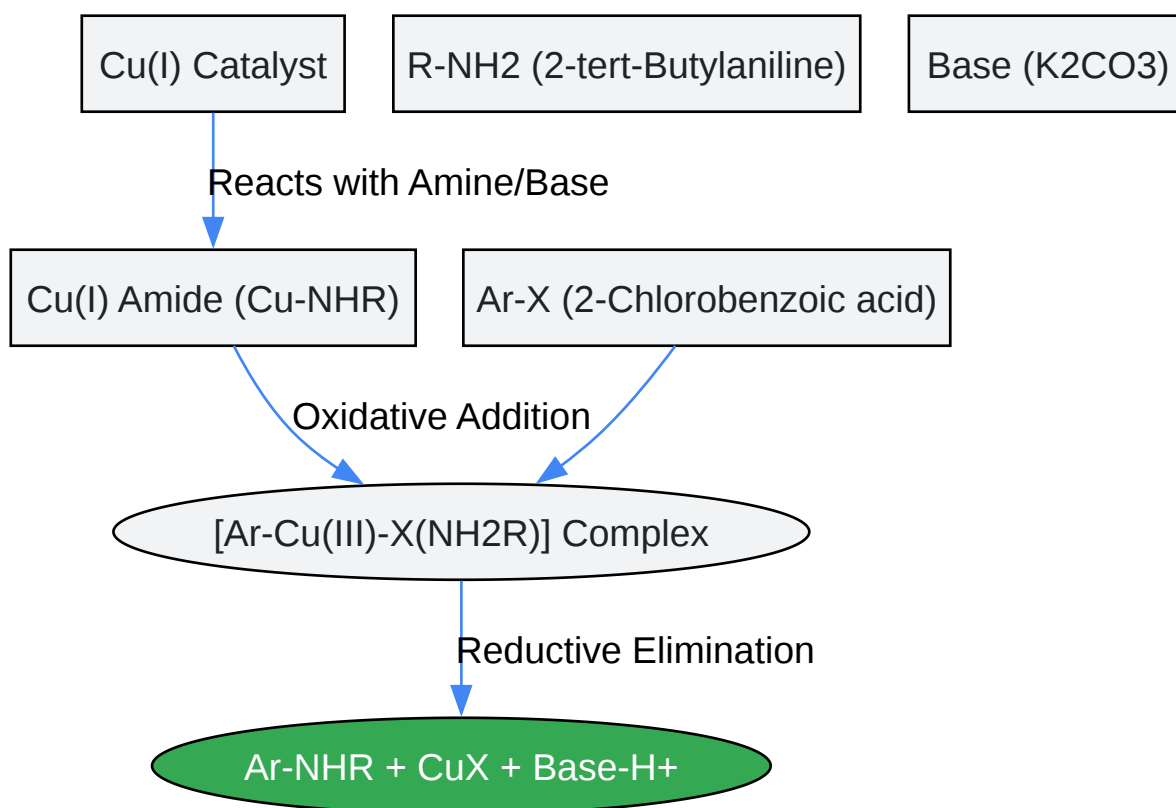 Cu(I) Catalyst
R-NH2 (2-tert-Butylaniline)
Base (K2CO3)
Reacts with Amine/Base
Cu(I) Amide (Cu-NHR)
Ar-X (2-Chlorobenzoic acid)
Oxidative Addition
[Ar-Cu(III)-X(NH2R)] Complex
Reductive Elimination
Ar-NHR + CuX + Base-H+